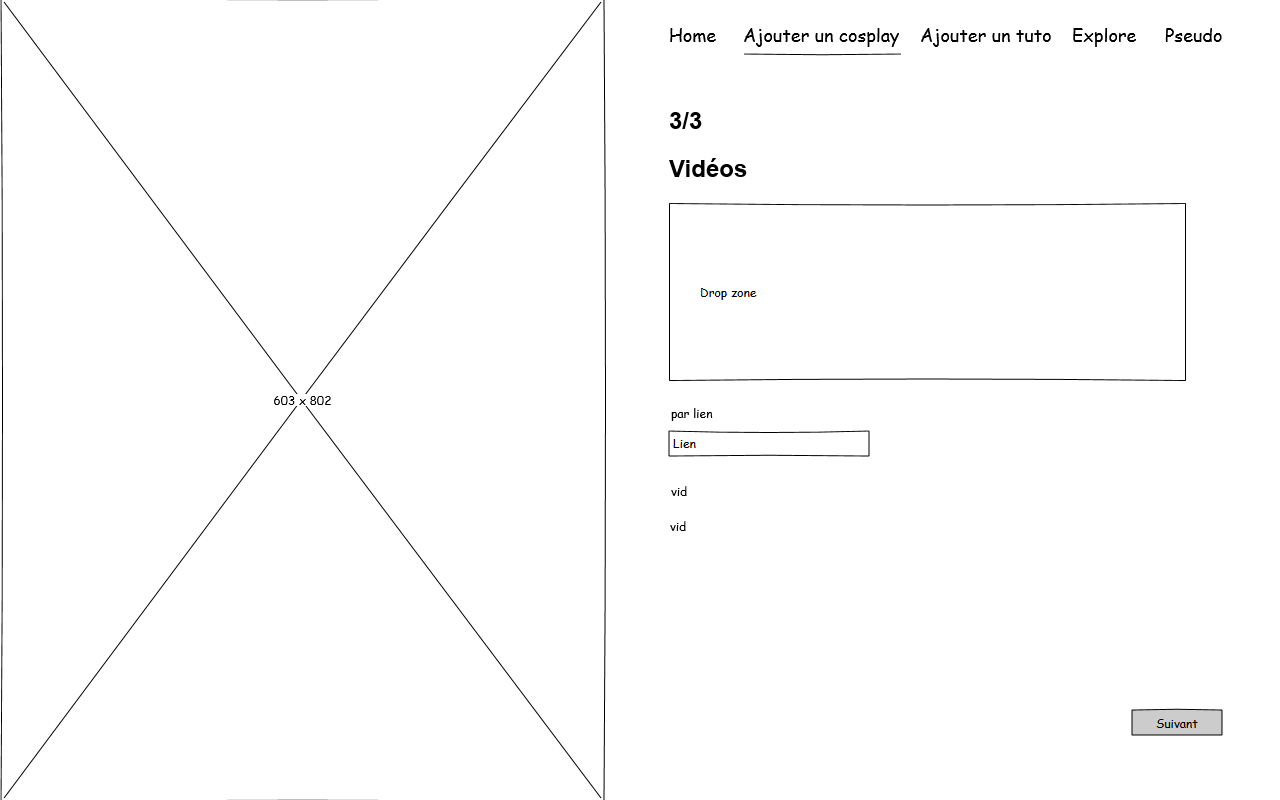 603 x 802
Home Ajouter un cosplay Ajouter un tuto Explore Pseudo
3/3
Vidéos
Drop zone
par lien
Lien
vid
vid
Suivant